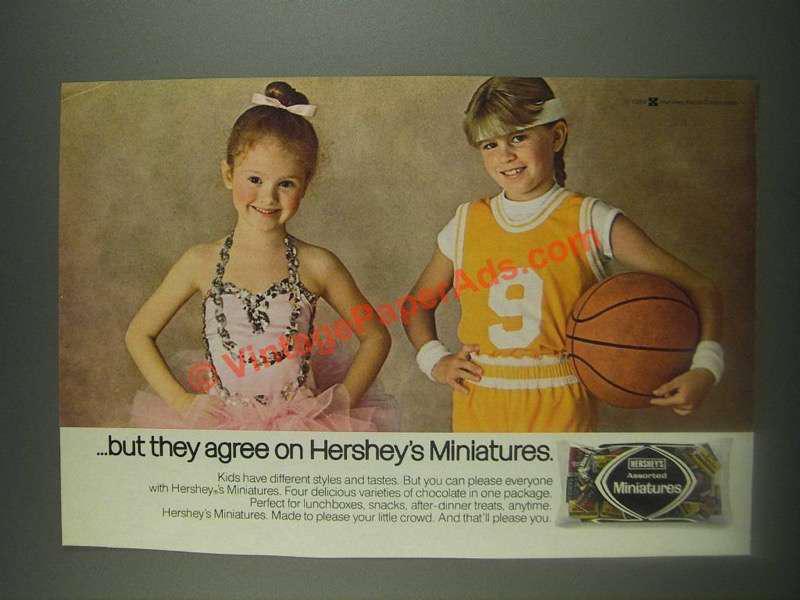 © VintagePaperAds.com
9
...but they agree on Hershey's Miniatures.
Kids have different styles and tastes. But you can please everyone
with Hershey®'s Miniatures. Four delicious varieties of chocolate in one package.
Perfect for lunchboxes, snacks, after-dinner treats, anytime.
Hershey's Miniatures. Made to please your little crowd. And that'll please you.
HERSHEY'S
Assorted
Miniatures